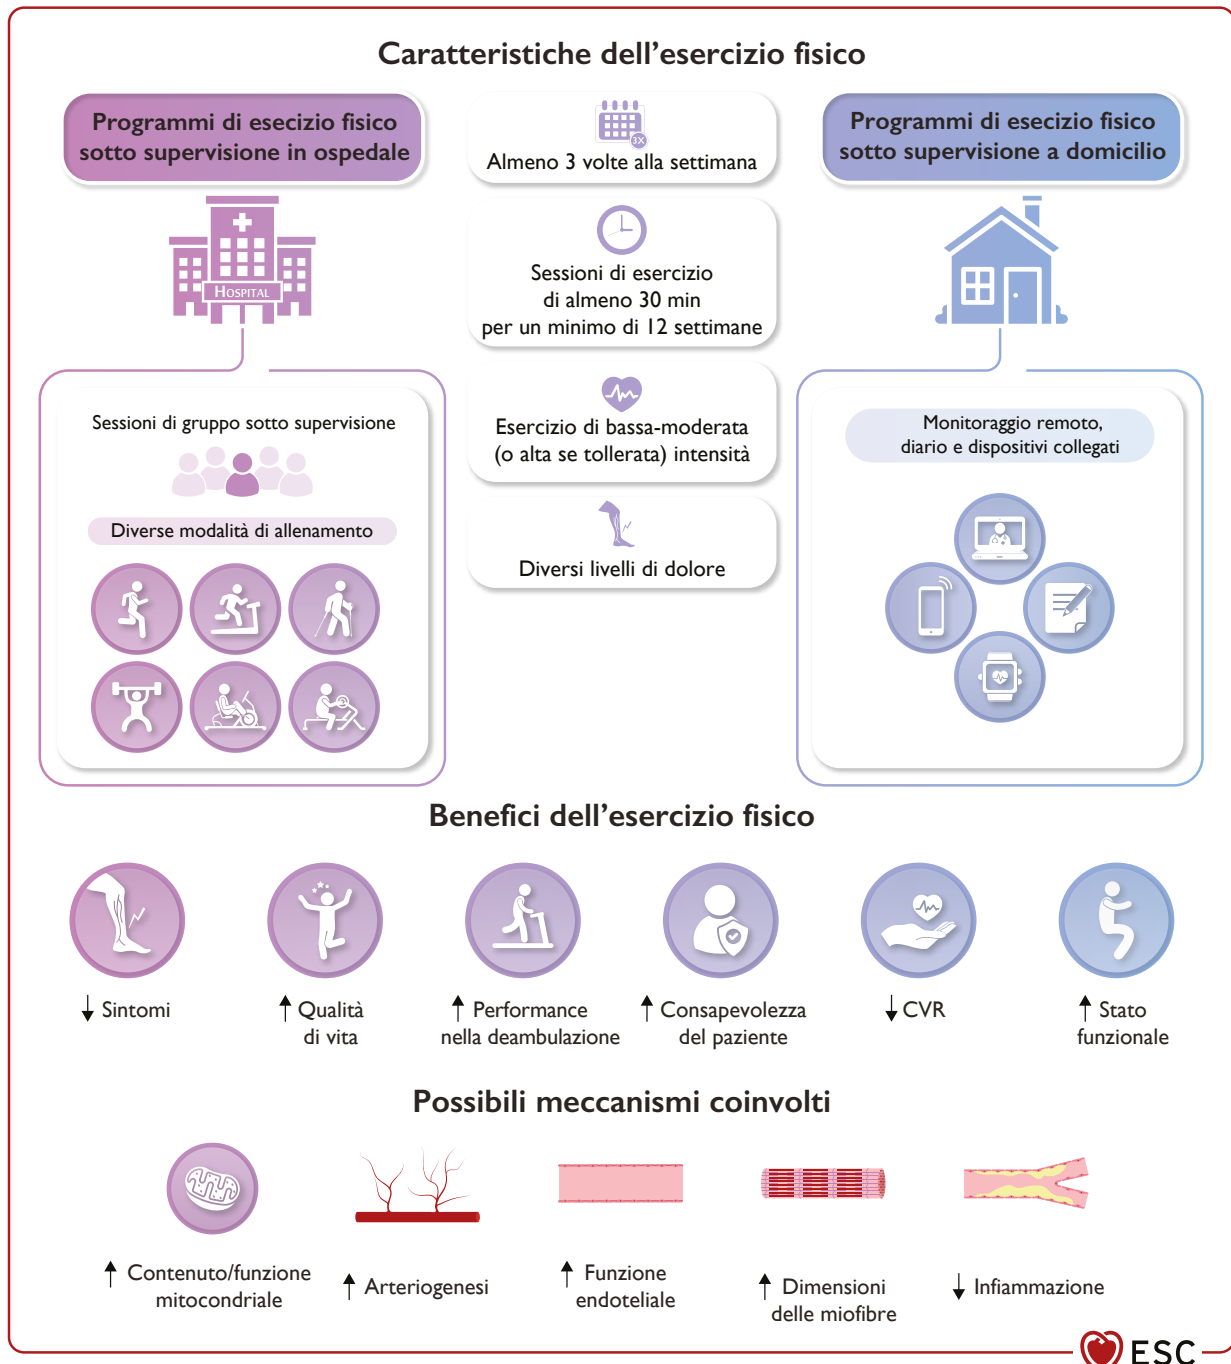 Caratteristiche dell’esercizio fisico
Programmi di esecizio fisico
sotto supervisione in ospedale
HOSPITAL
Sessioni di gruppo sotto supervisione
Diverse modalità di allenamento
3X
Almeno 3 volte alla settimana
Sessioni di esercizio
di almeno 30 min
per un minimo di 12 settimane
Esercizio di bassa-moderata
(o alta se tollerata) intensità
Diversi livelli di dolore
Programmi di esecizio fisico
sotto supervisione a domicilio
Monitoraggio remoto,
diario e dispositivi collegati
Benefici dell’esercizio fisico
↓ Sintomi
↑ Qualità
di vita
↑ Performance
nella deambulazione
↑ Consapevolezza
del paziente
↓ CVR
↑ Stato
funzionale
Possibili meccanismi coinvolti
↑ Contenuto/funzione
mitocondriale
↑ Arteriogenesi
↑ Funzione
endoteliale
↑ Dimensioni
delle miofibre
↓ Infiammazione
ESC